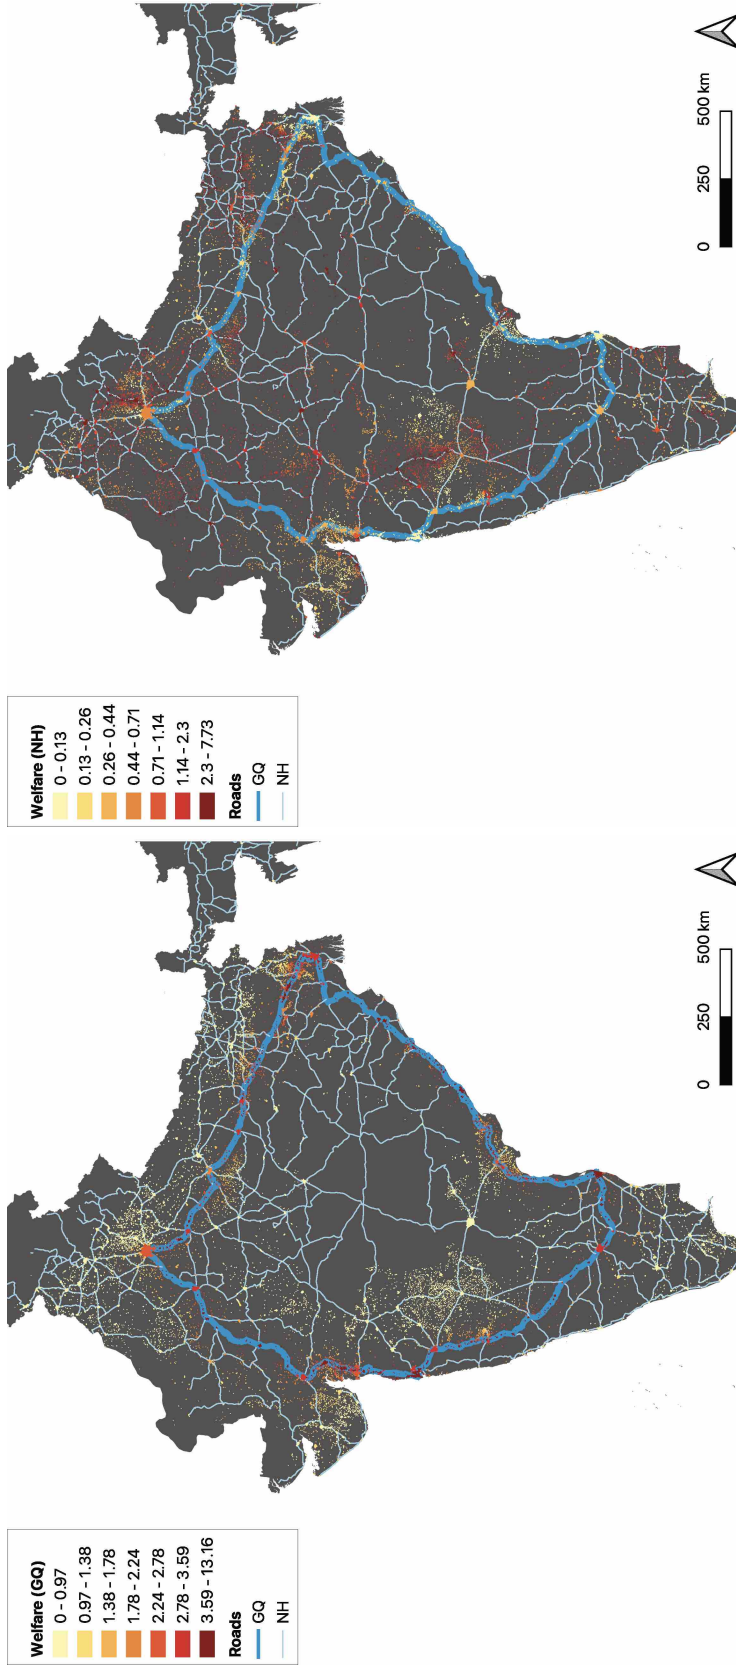 Welfare (GQ)
0 - 0.97
0.97 - 1.38
1.38 - 1.78
1.78 - 2.24
2.24 - 2.78
2.78 - 3.59
3.59 - 13.16
Roads
GQ
NH
0 250 500 km
Welfare (NH)
0 - 0.13
0.13 - 0.26
0.26 - 0.44
0.44 - 0.71
0.71 - 1.14
1.14 - 2.3
2.3 - 7.73
Roads
GQ
NH
0 250 500 km